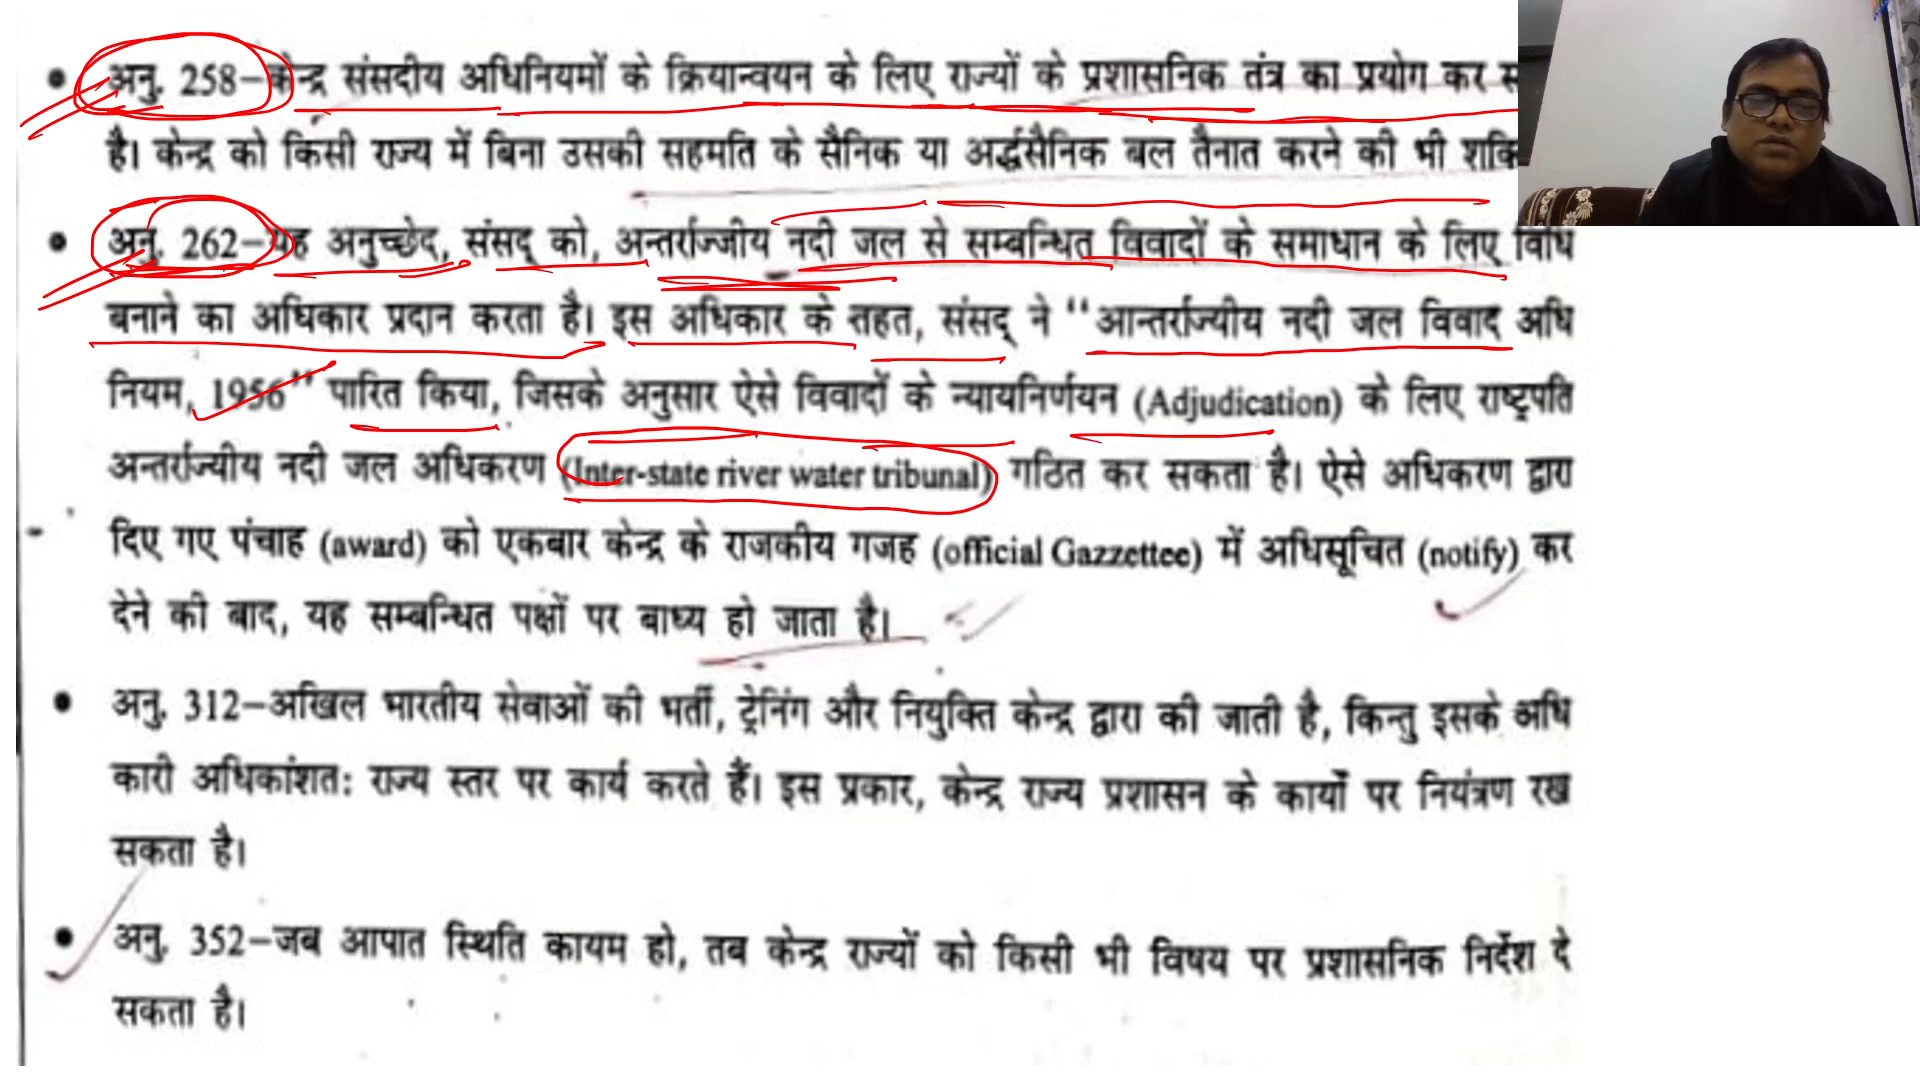 • अनु. 258–केन्द्र संसदीय अधिनियमों के क्रियान्वयन के लिए राज्यों के प्रशासनिक तंत्र का प्रयोग कर
है। केन्द्र को किसी राज्य में बिना उसकी सहमति के सैनिक या अर्द्धसैनिक बल तैनात करने की भी
• अनु. 262–यह अनुच्छेद, संसद् को, अन्तर्राज्जीय नदी जल से सम्बन्धित विवादों के समाधान के लिए विधि
बनाने का अधिकार प्रदान करता है। इस अधिकार के तहत, संसद् ने "आन्तर्राज्यीय नदी जल विवाद अधि
नियम, 1956" पारित किया, जिसके अनुसार ऐसे विवादों के न्यायनिर्णयन (Adjudication) के लिए राष्ट्रपति
अन्तर्राज्यीय नदी जल अधिकरण (Inter-state river water tribunal) गठित कर सकता है। ऐसे अधिकरण द्वारा
दिए गए पंचाह (award) को एकबार केन्द्र के राजकीय गजह (official Gazzettee) में अधिसूचित (notify) कर
देने की बाद, यह सम्बन्धित पक्षों पर बाध्य हो जाता है।
• अनु. 312–अखिल भारतीय सेवाओं की भर्ती, ट्रेनिंग और नियुक्ति केन्द्र द्वारा की जाती है, किन्तु इसके अधि
कारी अधिकांशत: राज्य स्तर पर कार्य करते हैं। इस प्रकार, केन्द्र राज्य प्रशासन के कार्यों पर नियंत्रण रख
सकता है।
• अनु. 352–जब आपात स्थिति कायम हो, तब केन्द्र राज्यों को किसी भी विषय पर प्रशासनिक निर्देश दे
सकता है।